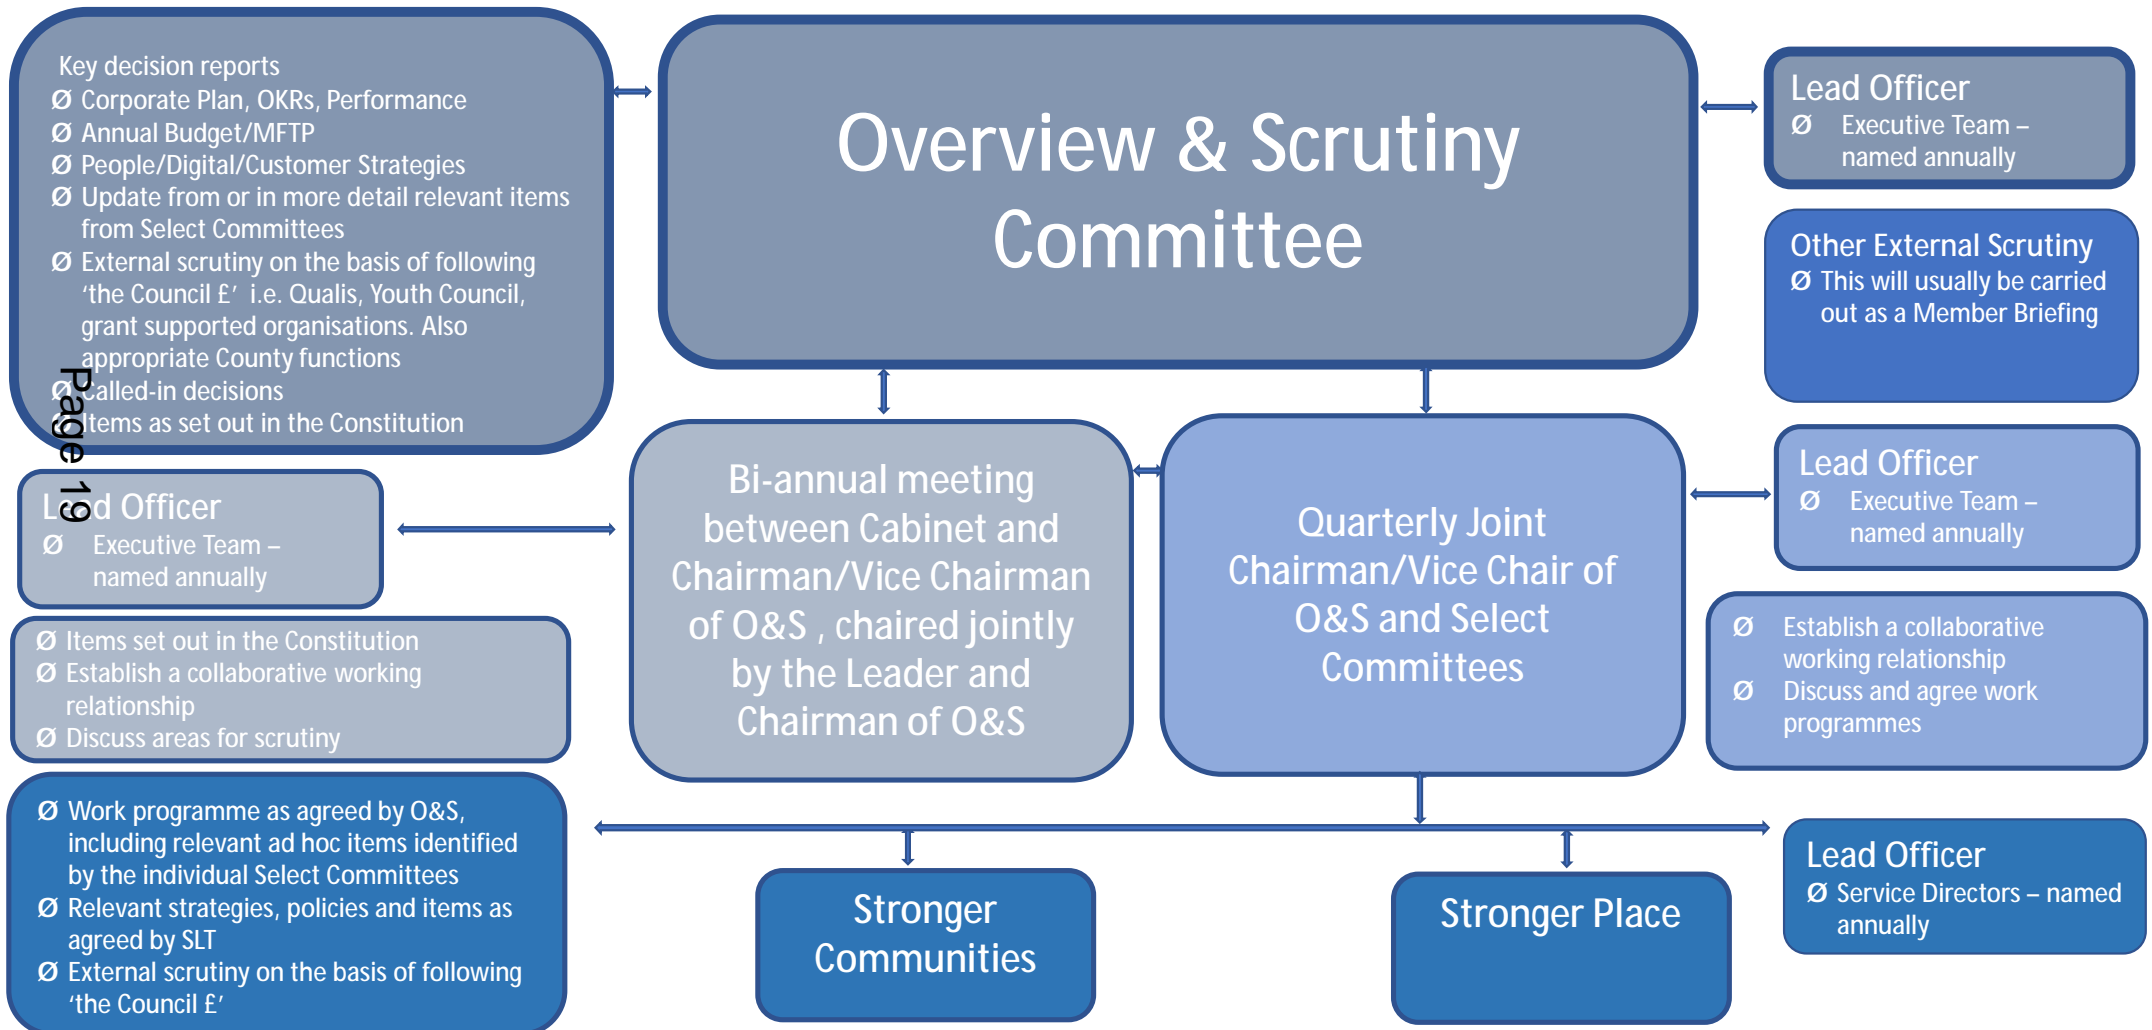 Key decision reports
Ø Corporate Plan, OKRs, Performance
Ø Annual Budget/MFTP
Ø People/Digital/Customer Strategies
Ø Update from or in more detail relevant items
from Select Committees
Ø External scrutiny on the basis of following
‘the Council £’ i.e. Qualis, Youth Council,
grant supported organisations. Also
appropriate County functions
Ø Called-in decisions
Ø Items as set out in the Constitution
Page 19
Overview & Scrutiny
Committee
Lead Officer
Ø Executive Team –
named annually
Other External Scrutiny
Ø This will usually be carried
out as a Member Briefing
Lead Officer
Ø Executive Team –
named annually
Bi-annual meeting
between Cabinet and
Chairman/Vice Chairman
of O&S , chaired jointly
by the Leader and
Chairman of O&S
Quarterly Joint
Chairman/Vice Chair of
O&S and Select
Committees
Lead Officer
Ø Executive Team –
named annually
Ø Items set out in the Constitution
Ø Establish a collaborative working
relationship
Ø Discuss areas for scrutiny
Ø Establish a collaborative
working relationship
Ø Discuss and agree work
programmes
Ø Work programme as agreed by O&S,
including relevant ad hoc items identified
by the individual Select Committees
Ø Relevant strategies, policies and items as
agreed by SLT
Ø External scrutiny on the basis of following
‘the Council £’
Stronger
Communities
Stronger Place
Lead Officer
Ø Service Directors – named
annually